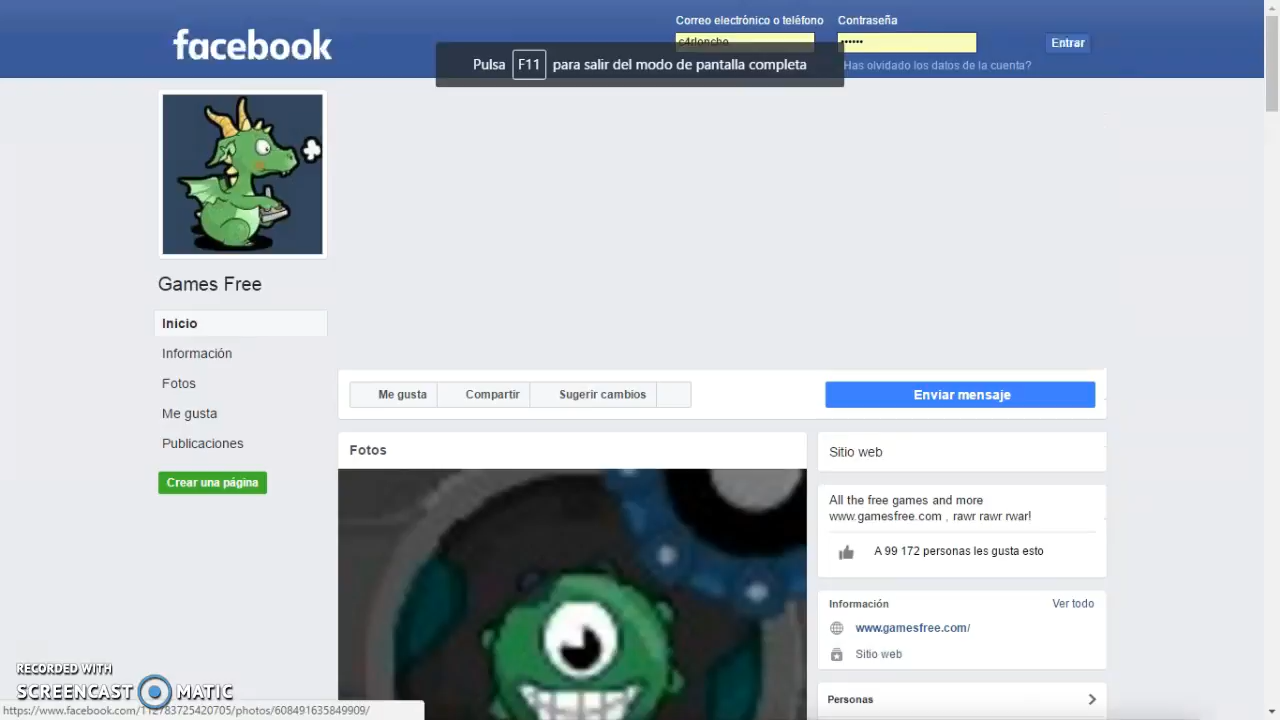 facebook
Correo electrónico o teléfono
Contraseña
c4rloncho
••••••
Entrar
Has olvidado los datos de la cuenta?
Pulsa F11 para salir del modo de pantalla completa
Games Free
Inicio
Información
Fotos
Me gusta
Publicaciones
Crear una página
Me gusta
Compartir
Sugerir cambios
Enviar mensaje
Fotos
Sitio web
All the free games and more
www.gamesfree.com , rawr rawr rwar!
A 99 172 personas les gusta esto
Información
Ver todo
www.gamesfree.com/
Sitio web
Personas
RECORDED WITH
SCREENCAST MATIC
https://www.facebook.com/112783725420705/photos/608491635849909/